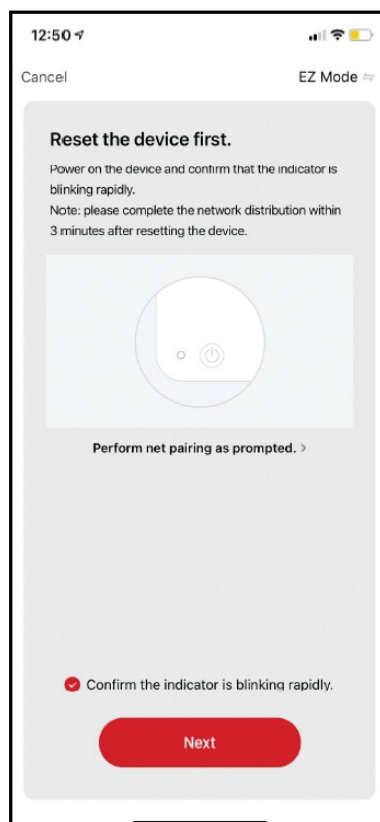 12:50
Cancel
EZ Mode
Reset the device first.
Power on the device and confirm that the indicator is
blinking rapidly.
Note: please complete the network distribution within
3 minutes after resetting the device.
Perform net pairing as prompted. >
Confirm the indicator is blinking rapidly.
Next